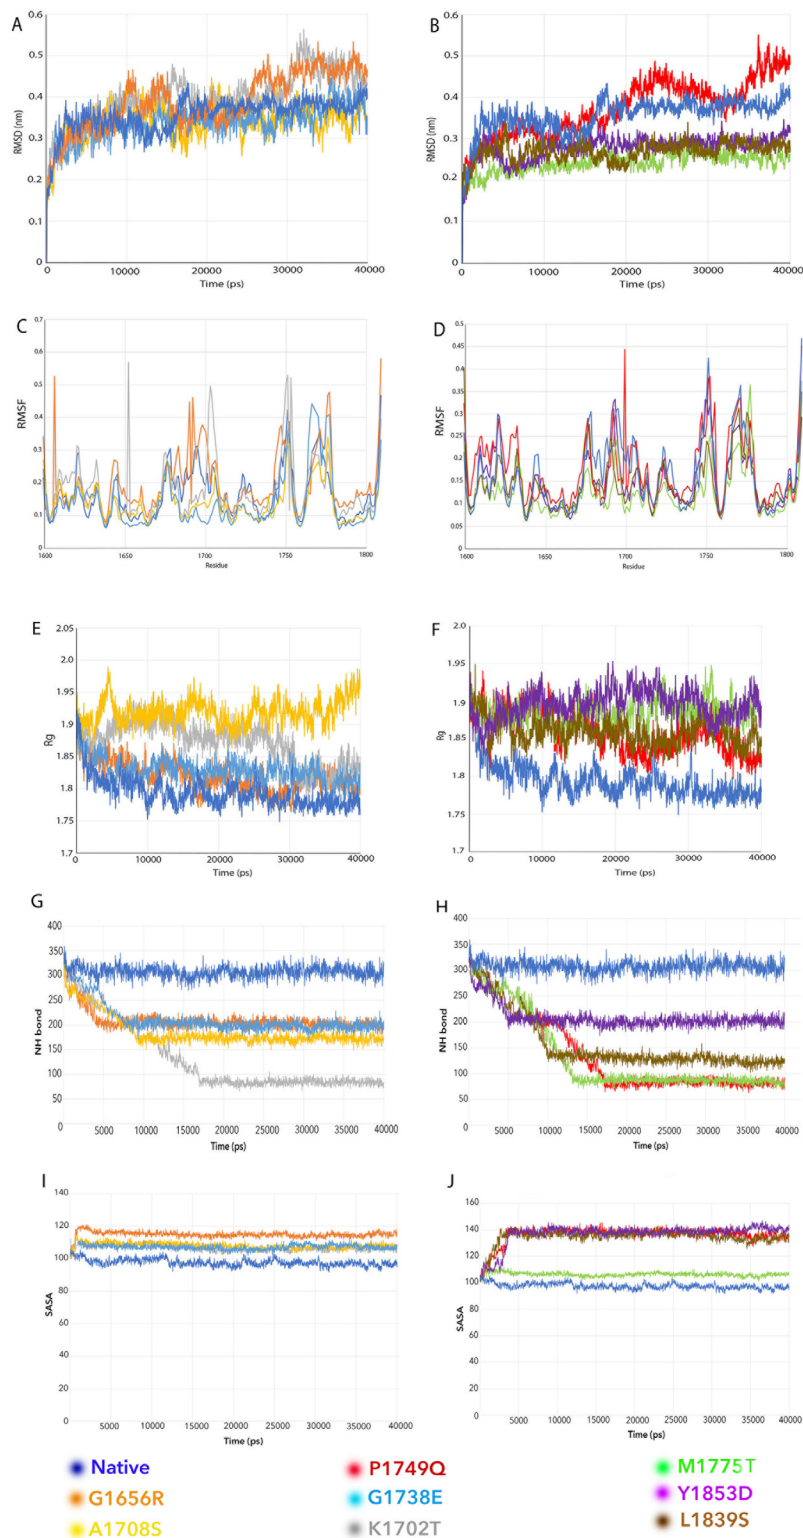 A
0.6
0.5
0.4
0.3
0.2
0.1
0
RMSD (nm)
0 10000 20000 30000 40000
Time (ps)
B
0.6
0.5
0.4
0.3
0.2
0.1
0
RMSD (nm)
0 10000 20000 30000 40000
Time (ps)
C
0.7
0.6
0.5
0.4
0.3
0.2
0.1
0
RMSF
1600 1650 1700 1750 1800
Residue
D
0.5
0.45
0.4
0.35
0.3
0.25
0.2
0.15
0.1
0.05
0
RMSF
1600 1650 1700 1750 1800
Residue
E
2.05
2.0
1.95
1.9
1.85
1.8
1.75
1.7
Rg
0 10000 20000 30000 40000
Time (ps)
F
2.0
1.95
1.9
1.85
1.8
1.75
1.7
Rg
0 10000 20000 30000 40000
Time (ps)
G
400
350
300
250
200
150
100
50
NH bond
0 5000 10000 15000 20000 25000 30000 35000 40000
Time (ps)
H
400
350
300
250
200
150
100
50
NH bond
0 5000 10000 15000 20000 25000 30000 35000 40000
Time (ps)
I
140
120
100
80
60
40
20
0
SASA
0 5000 10000 15000 20000 25000 30000 35000 40000
Time (ps)
J
160
140
120
100
80
60
40
20
0
SASA
0 5000 10000 15000 20000 25000 30000 35000 40000
Time (ps)
Native
G1656R
A1708S
P1749Q
G1738E
K1702T
M1775T
Y1853D
L1839S